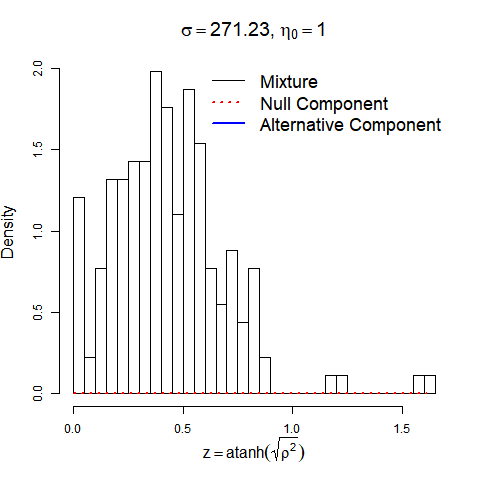 σ = 271.23, η₀ = 1
Mixture
Null Component
Alternative Component
Density
2.0
1.5
1.0
0.5
0.0
0.0 0.5 1.0 1.5
z = atanh(√ρ²)